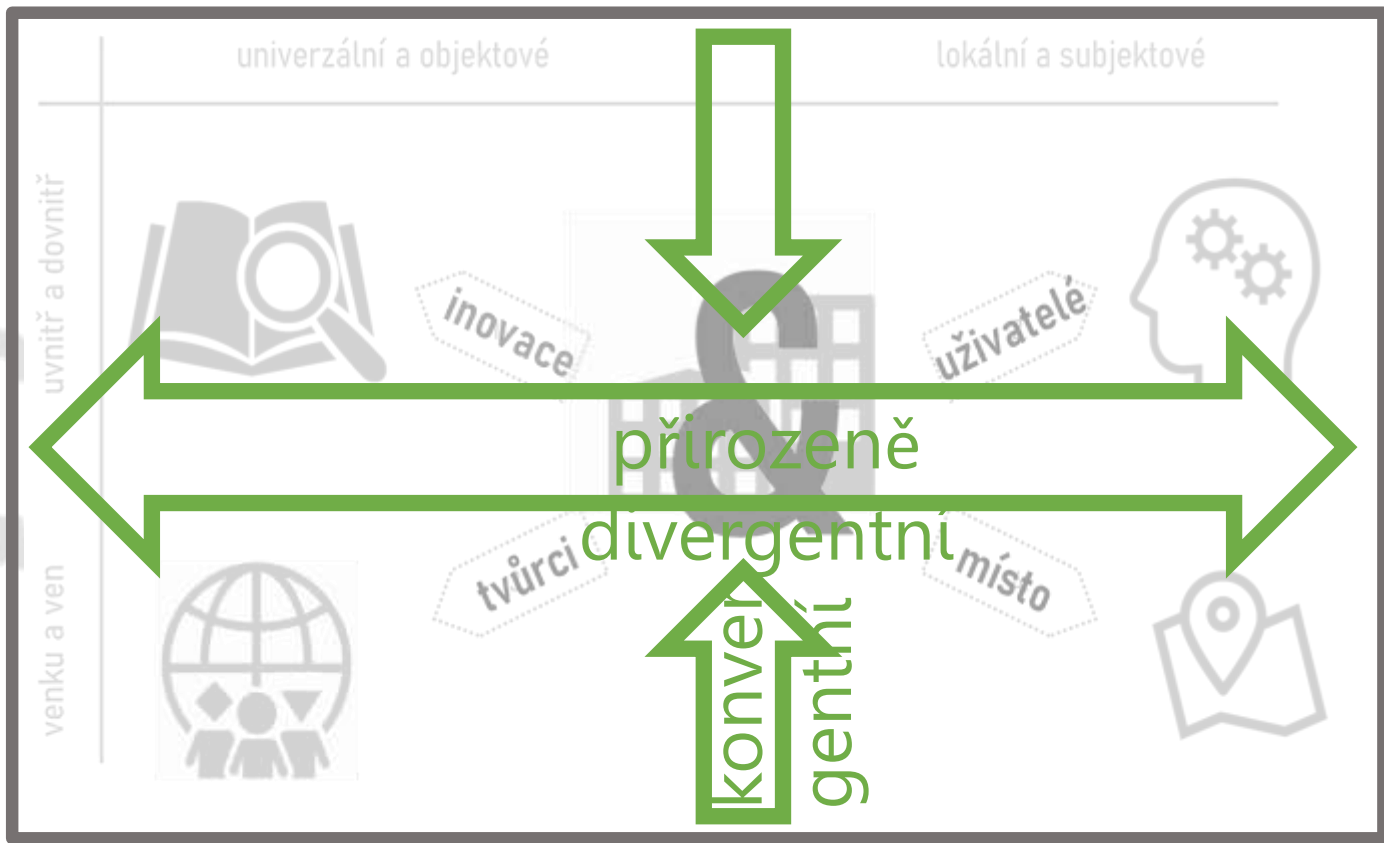 univerzální a objektové
lokální a subjektové
uvnitř a dovnitř
inovace
uživatelé
&
přirozeně
divergentní
tvůrci
místo
venku a ven
konver
gentní